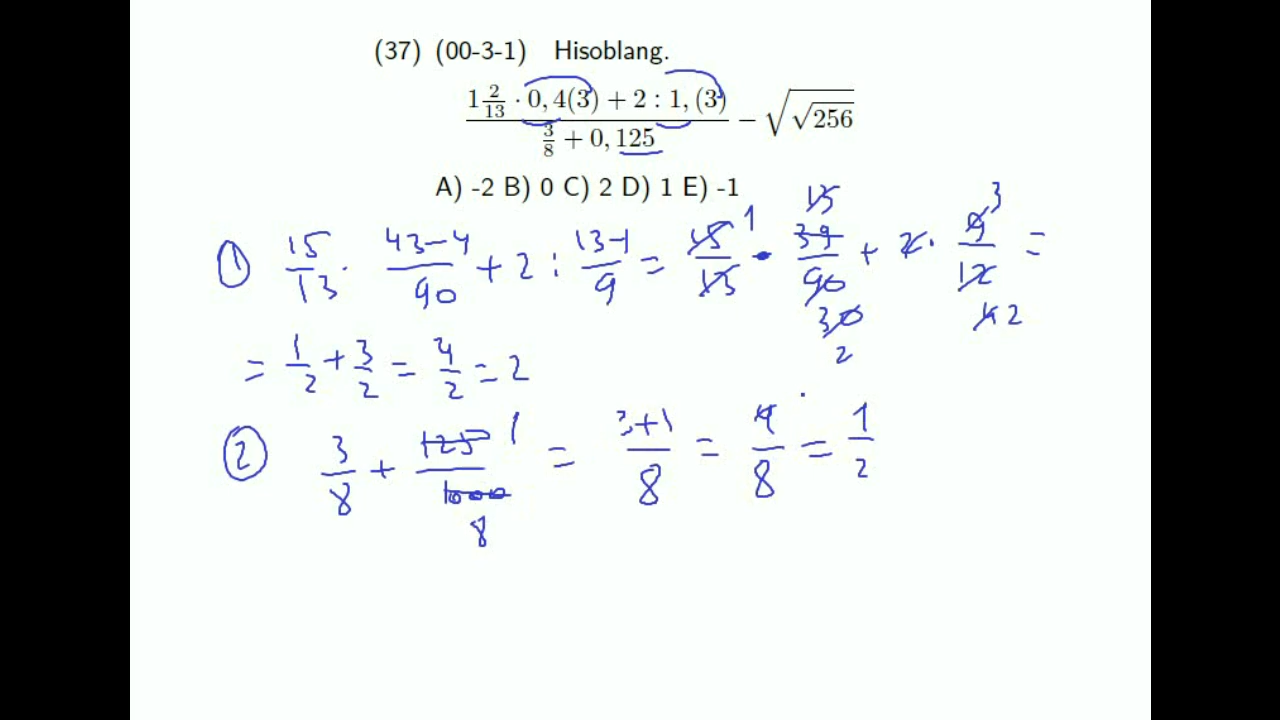 (37) (00-3-1) Hisoblang.
1 2/13 · 0,4(3) + 2 : 1,(3)
3/8 + 0,125
− √√256
A) -2 B) 0 C) 2 D) 1 E) -1
① 15/13 · 43-4/90 + 2 : 13-1/9 = 15/13 · 39/90 + 2 · 9/12 =
= 1/2 + 3/2 = 4/2 = 2
② 3/8 + 125/1000 = 3+1/8 = 4/8 = 1/2